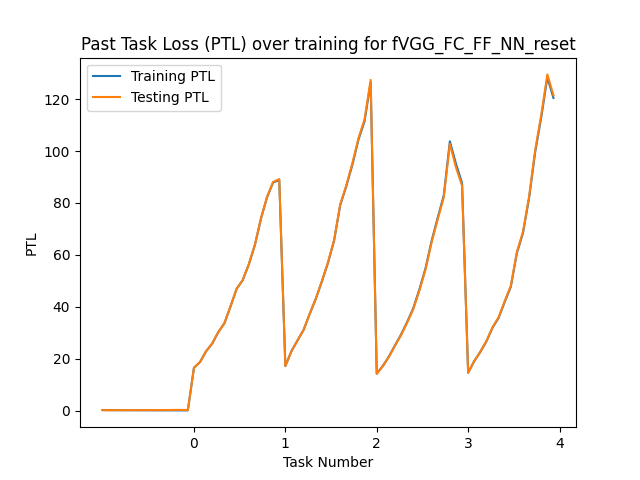 Past Task Loss (PTL) over training for fVGG_FC_FF_NN_reset
Training PTL
Testing PTL
120
100
80
60
40
20
0
PTL
0 1 2 3 4
Task Number